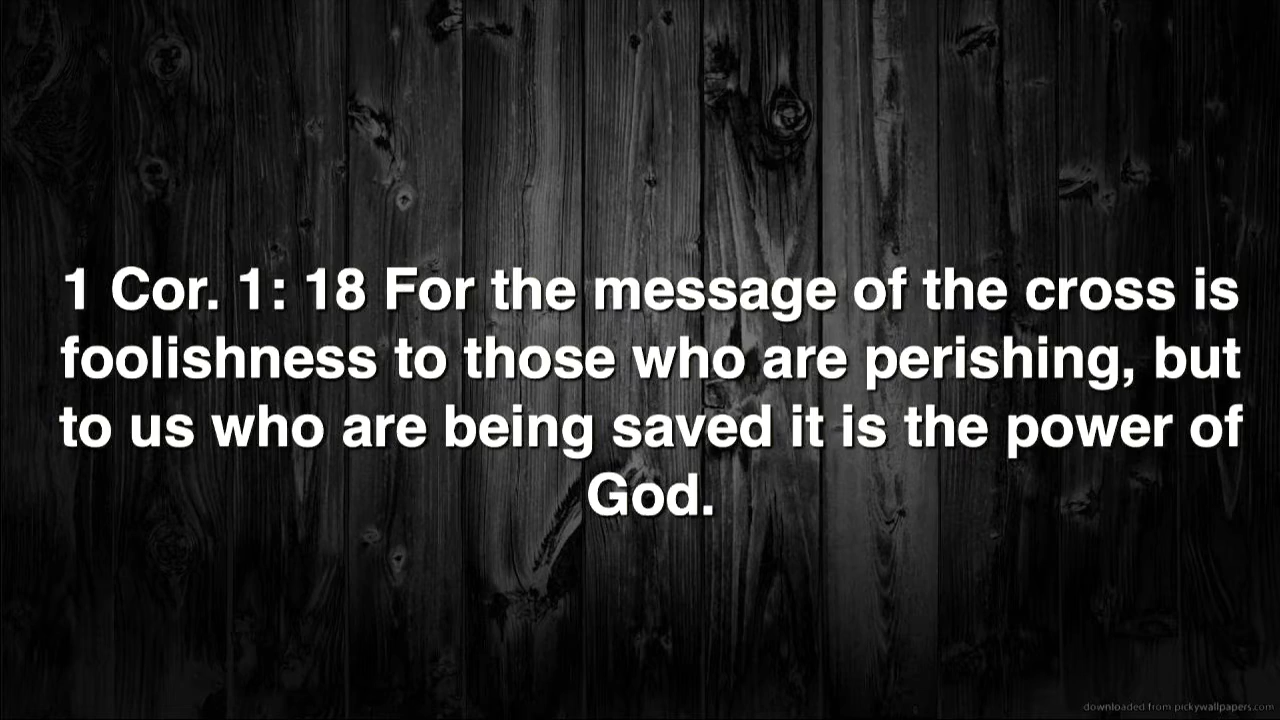 1 Cor. 1: 18 For the message of the cross is
foolishness to those who are perishing, but
to us who are being saved it is the power of
God.
downloaded from pickywallpapers.com